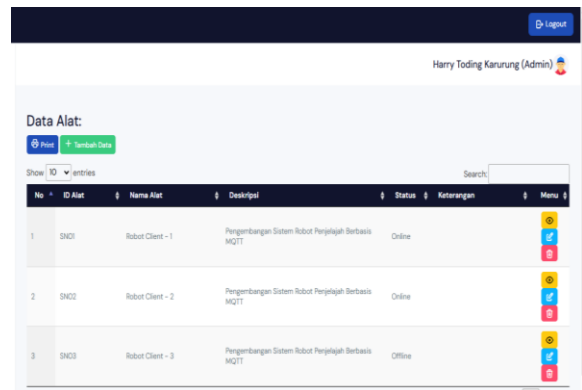 Logout
Harry Toding Karurung (Admin)
Data Alat:
Print + Tambah Data
Show 10 entries
Search:
No ID Alat Nama Alat Deskripsi Status Keterangan Menu
1 SN01 Robot Client - 1 Pengembangan Sistem Robot Penjelajah Berbasis MQTT Online
2 SN02 Robot Client - 2 Pengembangan Sistem Robot Penjelajah Berbasis MQTT Online
3 SN03 Robot Client - 3 Pengembangan Sistem Robot Penjelajah Berbasis MQTT Offline